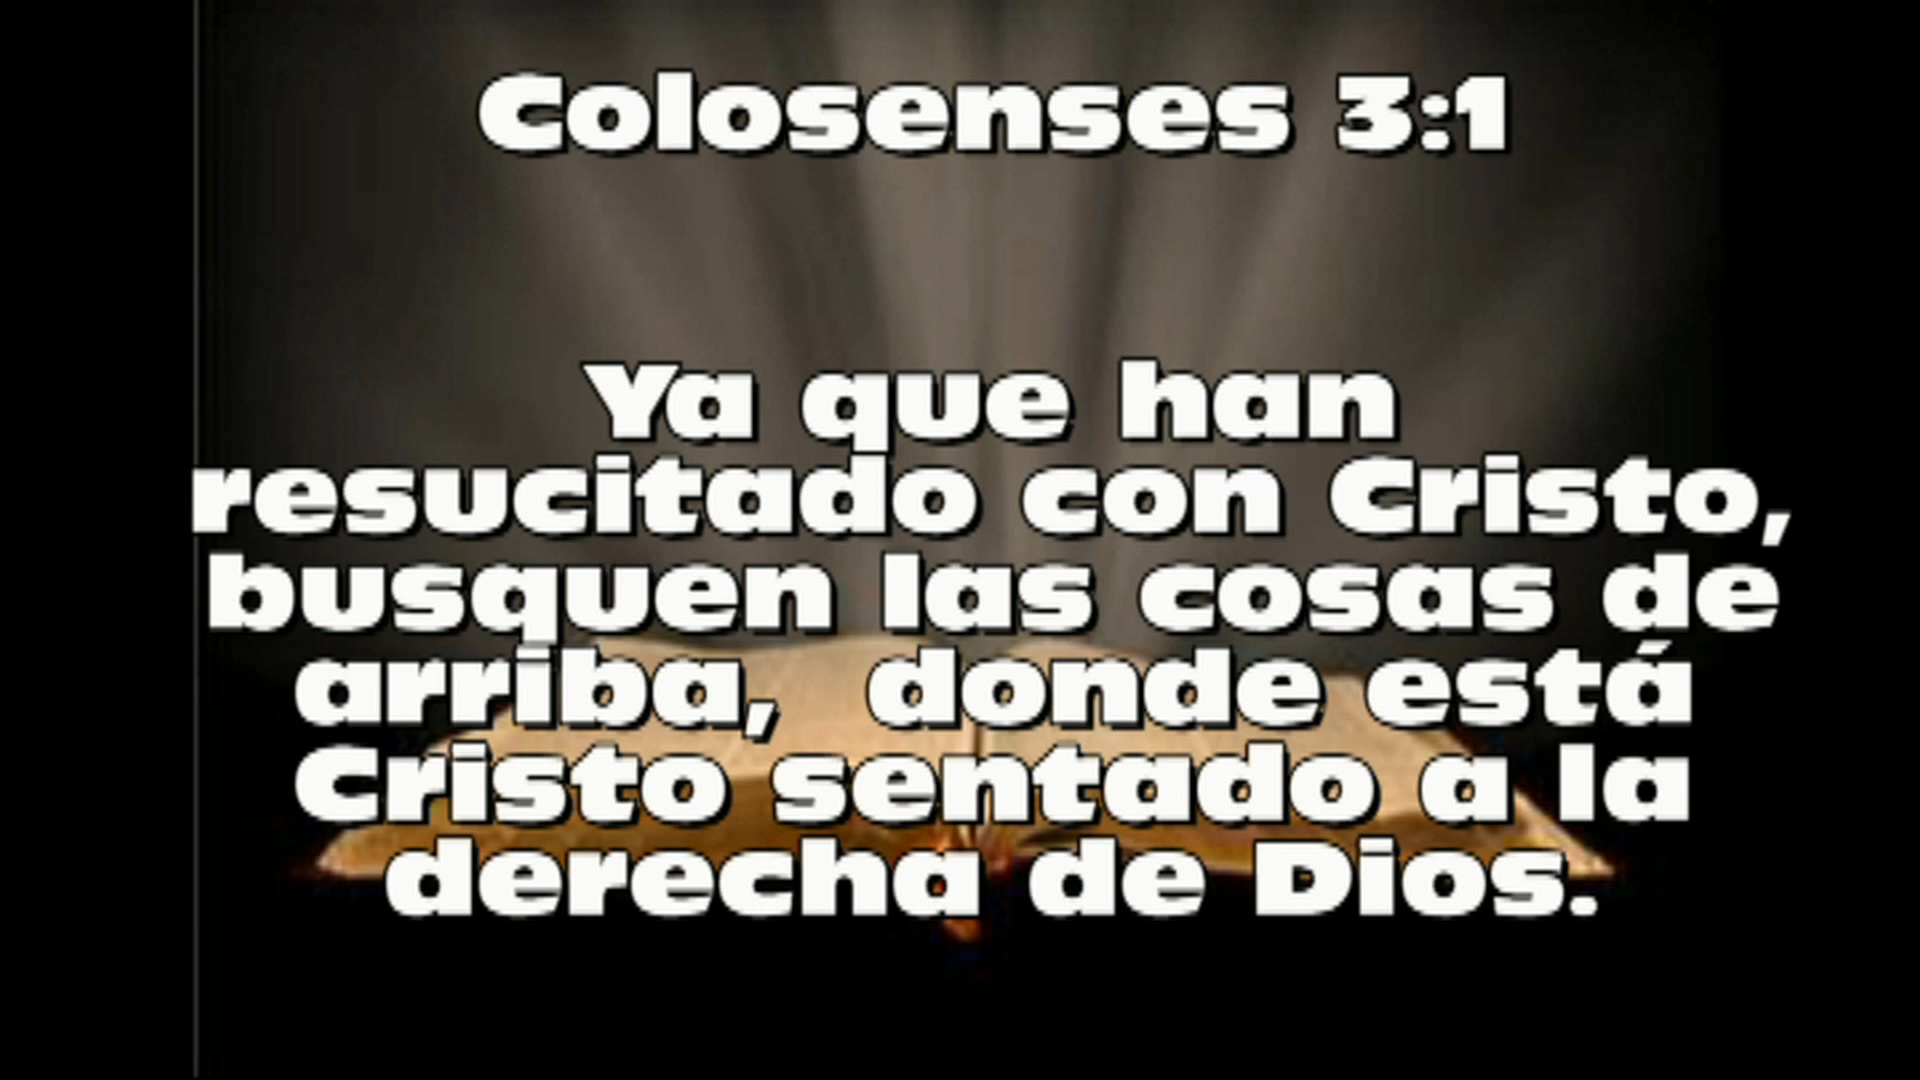 Colosenses 3:1
Ya que han
resucitado con Cristo,
busquen las cosas de
arriba, donde está
Cristo sentado a la
derecha de Dios.